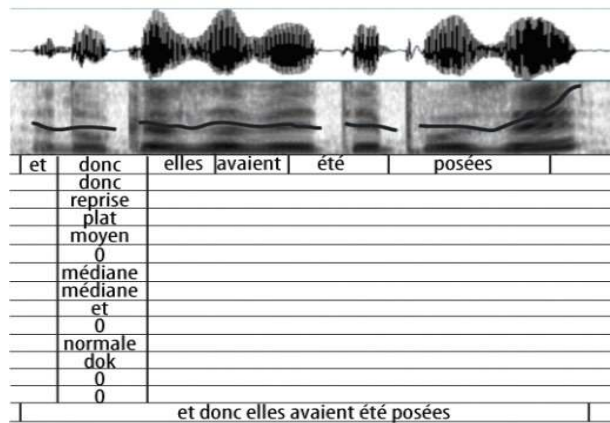 et donc elles avaient été posées
donc
reprise
plat
moyen
0
médiane
médiane
et
0
normale
dok
0
0
et donc elles avaient été posées